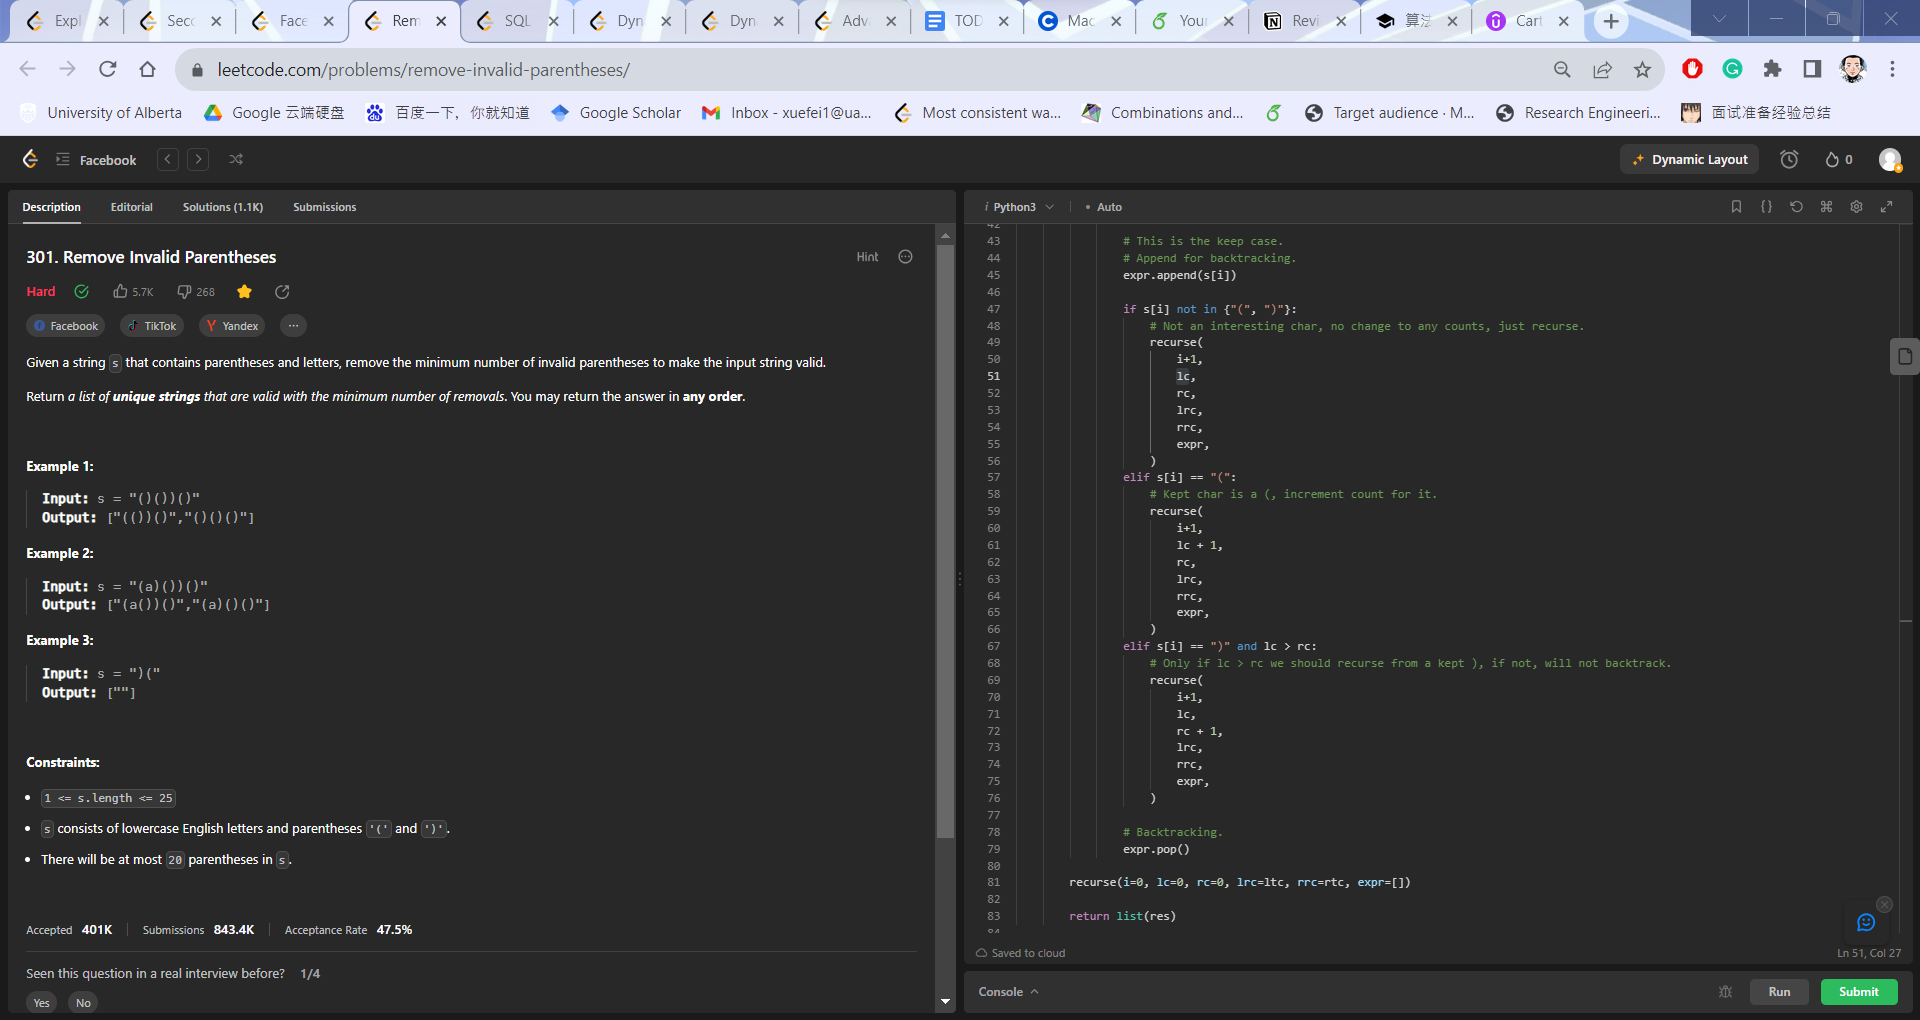 Expl
Sec
Face
Rem
SQL
Dyn
Dyn
Adv
TOD
Mac
Your
Revi
算法
Cart
leetcode.com/problems/remove-invalid-parentheses/
University of Alberta
Google 云端硬盘
百度一下，你就知道
Google Scholar
Inbox - xuefei1@ua...
Most consistent wa...
Combinations and...
Target audience · M...
Research Engineeri...
面试准备经验总结
Facebook
Dynamic Layout
0
Description Editorial Solutions (1.1K) Submissions
301. Remove Invalid Parentheses
Hint
Hard 5.7K 268
Facebook TikTok Yandex ...
Given a string s that contains parentheses and letters, remove the minimum number of invalid parentheses to make the input string valid.
Return a list of unique strings that are valid with the minimum number of removals. You may return the answer in any order.
Example 1:
Input: s = "()())()"
Output: ["(())()","()()()"]
Example 2:
Input: s = "(a)())()"
Output: ["(a())()","(a)()()"]
Example 3:
Input: s = ")("
Output: [""]
Constraints:
• 1 <= s.length <= 25
• s consists of lowercase English letters and parentheses '(' and ')'.
• There will be at most 20 parentheses in s.
Accepted 401K Submissions 843.4K Acceptance Rate 47.5%
Seen this question in a real interview before? 1/4
Yes No
i Python3 • Auto
42
43 # This is the keep case.
44 # Append for backtracking.
45 expr.append(s[i])
46
47 if s[i] not in {"(", ")"}:
48 # Not an interesting char, no change to any counts, just recurse.
49 recurse(
50 i+1,
51 lc,
52 rc,
53 lrc,
54 rrc,
55 expr,
56 )
57 elif s[i] == "(":
58 # Kept char is a (, increment count for it.
59 recurse(
60 i+1,
61 lc + 1,
62 rc,
63 lrc,
64 rrc,
65 expr,
66 )
67 elif s[i] == ")" and lc > rc:
68 # Only if lc > rc we should recurse from a kept ), if not, will not backtrack.
69 recurse(
70 i+1,
71 lc,
72 rc + 1,
73 lrc,
74 rrc,
75 expr,
76 )
77
78 # Backtracking.
79 expr.pop()
80
81 recurse(i=0, lc=0, rc=0, lrc=ltc, rrc=rtc, expr=[])
82
83 return list(res)
84
Saved to cloud
Ln 51, Col 27
Console
Run
Submit